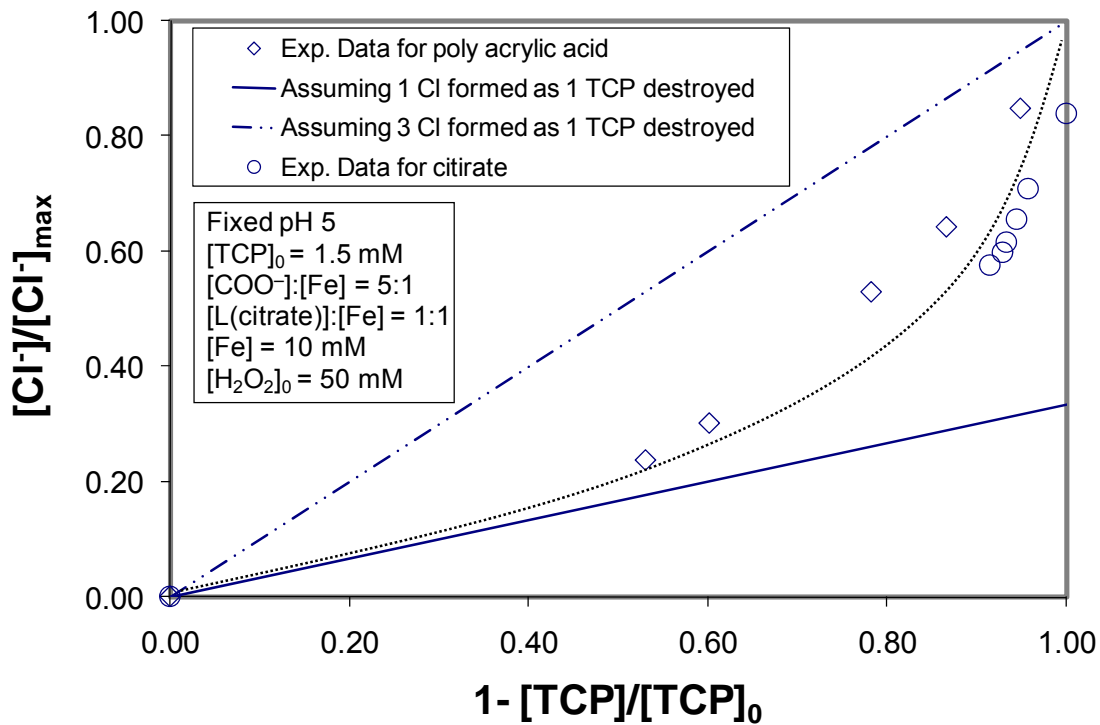 1.00
0.80
0.60
0.40
0.20
0.00
[Cl⁻]/[Cl⁻]max
Exp. Data for poly acrylic acid
Assuming 1 Cl formed as 1 TCP destroyed
Assuming 3 Cl formed as 1 TCP destroyed
Exp. Data for citirate
Fixed pH 5
[TCP]₀ = 1.5 mM
[COO⁻]:[Fe] = 5:1
[L(citrate)]:[Fe] = 1:1
[Fe] = 10 mM
[H₂O₂]₀ = 50 mM
0.00 0.20 0.40 0.60 0.80 1.00
1- [TCP]/[TCP]₀